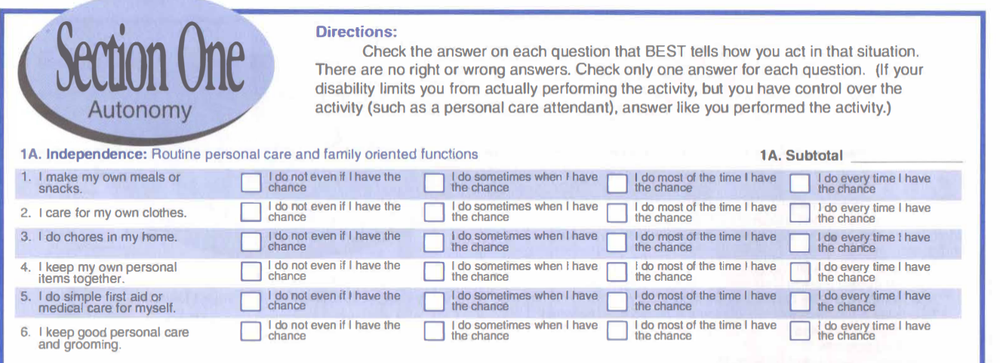 Section One
Autonomy
Directions:
Check the answer on each question that BEST tells how you act in that situation.
There are no right or wrong answers. Check only one answer for each question. (If your
disability limits you from actually performing the activity, but you have control over the
activity (such as a personal care attendant), answer like you performed the activity.)
1A. Independence: Routine personal care and family oriented functions
1A. Subtotal
1. I make my own meals or
snacks.
I do not even if I have the
chance
I do sometimes when I have
the chance
I do most of the time I have
the chance
I do every time I have
the chance
2. I care for my own clothes.
I do not even if I have the
chance
I do sometimes when I have
the chance
I do most of the time I have
the chance
I do every time I have
the chance
3. I do chores in my home.
I do not even if I have the
chance
I do sometimes when I have
the chance
I do most of the time I have
the chance
I do every time I have
the chance
4. I keep my own personal
items together.
I do not even if I have the
chance
I do sometimes when I have
the chance
I do most of the time I have
the chance
I do every time I have
the chance
5. I do simple first aid or
medical care for myself.
I do not even if I have the
chance
I do sometimes when I have
the chance
I do most of the time I have
the chance
I do every time I have
the chance
6. I keep good personal care
and grooming.
I do not even if I have the
chance
I do sometimes when I have
the chance
I do most of the time I have
the chance
I do every time I have
the chance